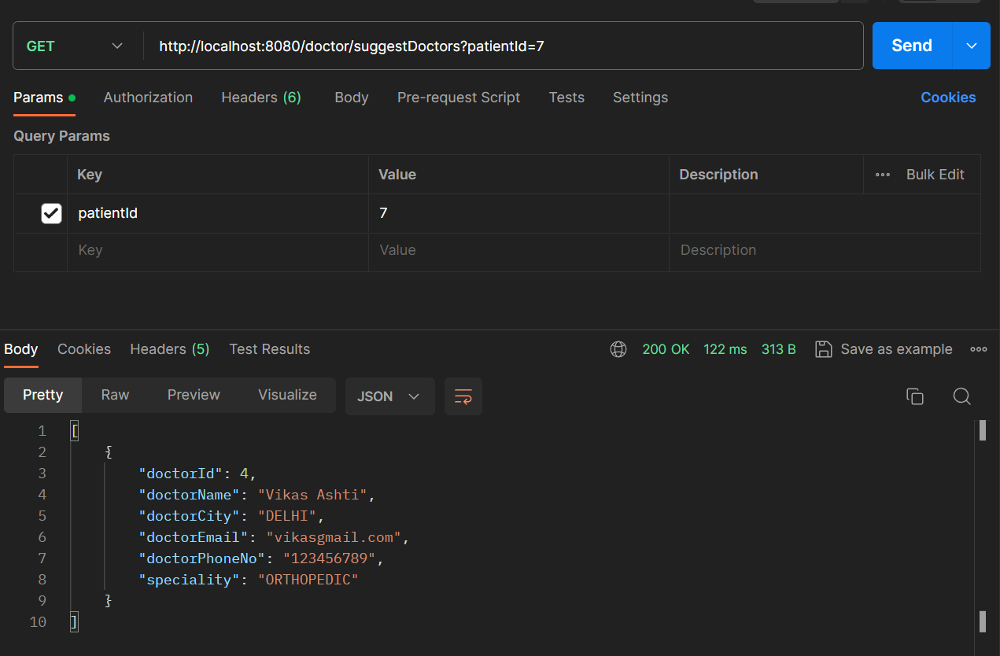 GET http://localhost:8080/doctor/suggestDoctors?patientId=7 Send
Params Authorization Headers (6) Body Pre-request Script Tests Settings Cookies
Query Params
Key Value Description Bulk Edit
patientId 7
Key Value Description
Body Cookies Headers (5) Test Results 200 OK 122 ms 313 B Save as example
Pretty Raw Preview Visualize JSON
1 [
2 {
3 "doctorId": 4,
4 "doctorName": "Vikas Ashti",
5 "doctorCity": "DELHI",
6 "doctorEmail": "vikasgmail.com",
7 "doctorPhoneNo": "123456789",
8 "speciality": "ORTHOPEDIC"
9 }
10 ]